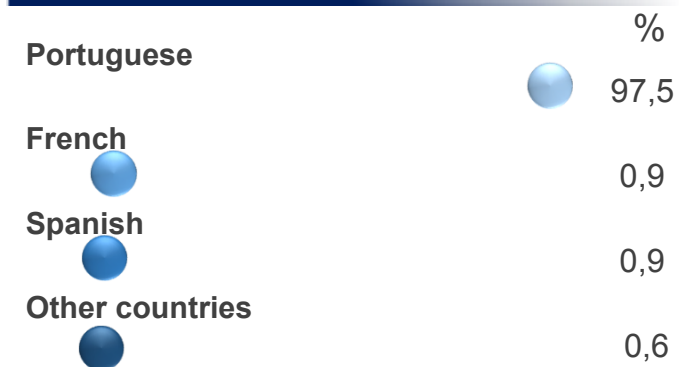 %
Portuguese
97,5
French
0,9
Spanish
0,9
Other countries
0,6